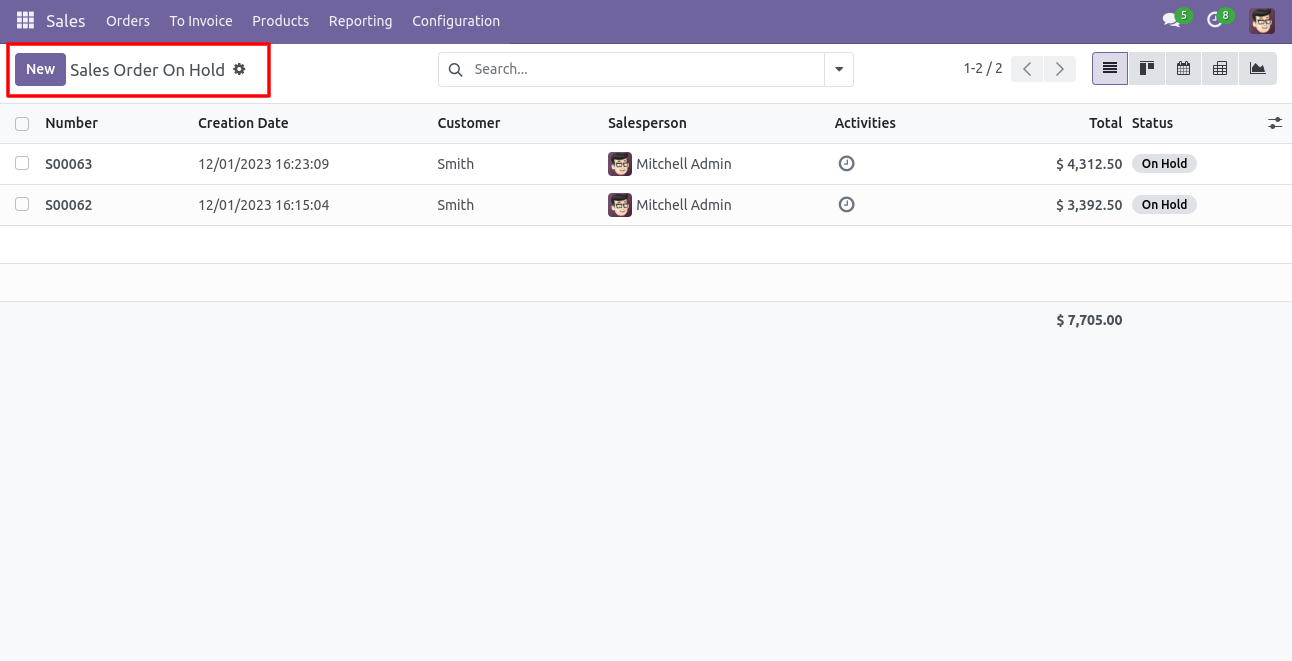 Sales Orders To Invoice Products Reporting Configuration 5 8
New Sales Order On Hold Search... 1-2 / 2
Number Creation Date Customer Salesperson Activities Total Status
S00063 12/01/2023 16:23:09 Smith Mitchell Admin $ 4,312.50 On Hold
S00062 12/01/2023 16:15:04 Smith Mitchell Admin $ 3,392.50 On Hold
$ 7,705.00